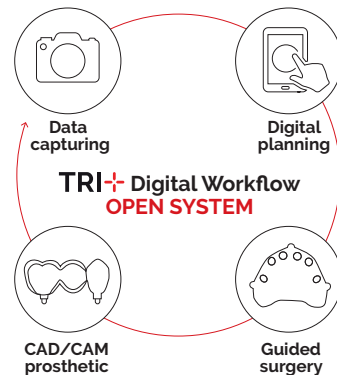 Data
capturing
Digital
planning
TRI+ Digital Workflow
OPEN SYSTEM
CAD/CAM
prosthetic
Guided
surgery